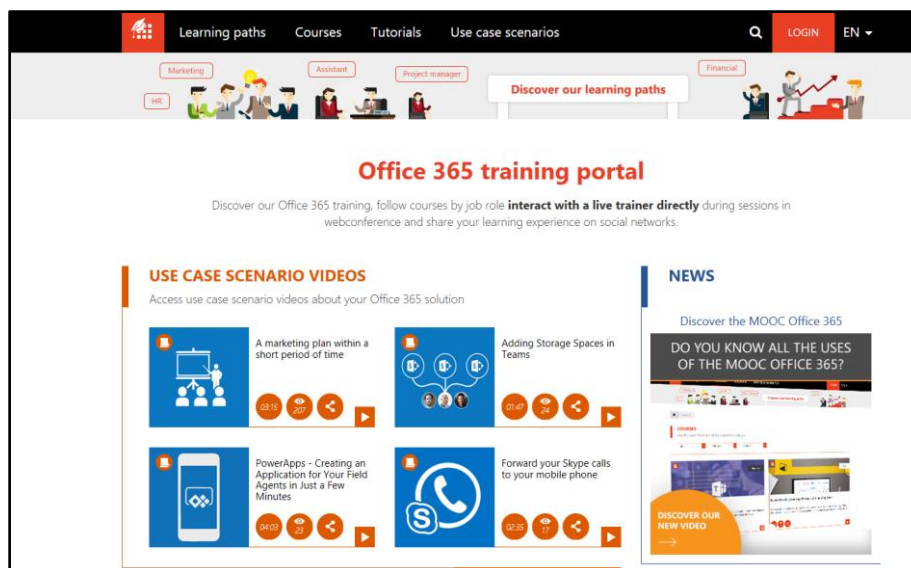 Learning paths Courses Tutorials Use case scenarios LOGIN EN
Marketing
HR
Assistant
Project manager
Discover our learning paths
Financial
Office 365 training portal
Discover our Office 365 training, follow courses by job role interact with a live trainer directly during sessions in
webconference and share your learning experience on social networks.
USE CASE SCENARIO VIDEOS
Access use case scenario videos about your Office 365 solution
A marketing plan within a
short period of time
03:15 207
Adding Storage Spaces in
Teams
01:47 24
PowerApps - Creating an
Application for Your Field
Agents in Just a Few
Minutes
04:03 23
Forward your Skype calls
to your mobile phone
02:35 17
NEWS
Discover the MOOC Office 365
DO YOU KNOW ALL THE USES
OF THE MOOC OFFICE 365?
COURSES
DISCOVER OUR
NEW VIDEO